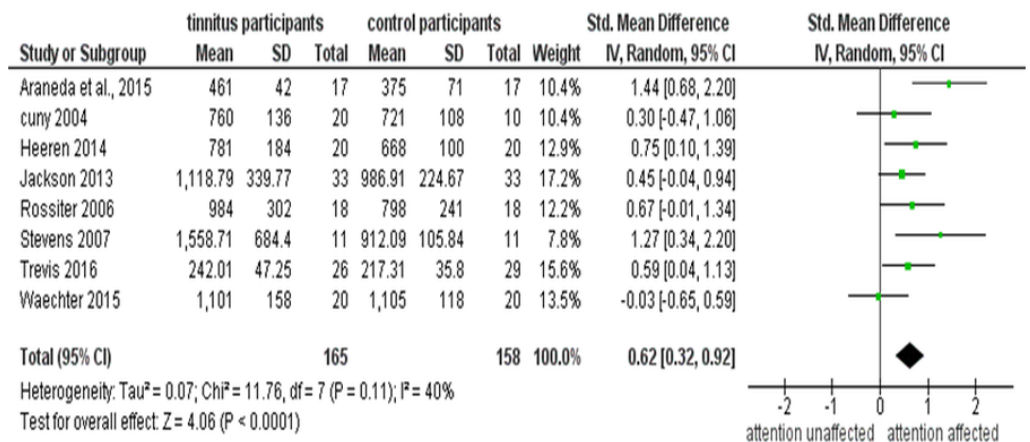 tinnitus participants control participants Std. Mean Difference Std. Mean Difference
Study or Subgroup Mean SD Total Mean SD Total Weight IV, Random, 95% CI IV, Random, 95% CI
Araneda et al., 2015 461 42 17 375 71 17 10.4% 1.44 [0.68, 2.20]
cuny 2004 760 136 20 721 108 10 10.4% 0.30 [-0.47, 1.06]
Heeren 2014 781 184 20 668 100 20 12.9% 0.75 [0.10, 1.39]
Jackson 2013 1,118.79 339.77 33 986.91 224.67 33 17.2% 0.45 [-0.04, 0.94]
Rossiter 2006 984 302 18 798 241 18 12.2% 0.67 [-0.01, 1.34]
Stevens 2007 1,558.71 684.4 11 912.09 105.84 11 7.8% 1.27 [0.34, 2.20]
Trevis 2016 242.01 47.25 26 217.31 35.8 29 15.6% 0.59 [0.04, 1.13]
Waechter 2015 1,101 158 20 1,105 118 20 13.5% -0.03 [-0.65, 0.59]
Total (95% CI) 165 158 100.0% 0.62 [0.32, 0.92]
Heterogeneity: Tau² = 0.07; Chi² = 11.76, df = 7 (P = 0.11); I² = 40%
Test for overall effect: Z = 4.06 (P < 0.0001)
-2 -1 0 1 2
attention unaffected attention affected